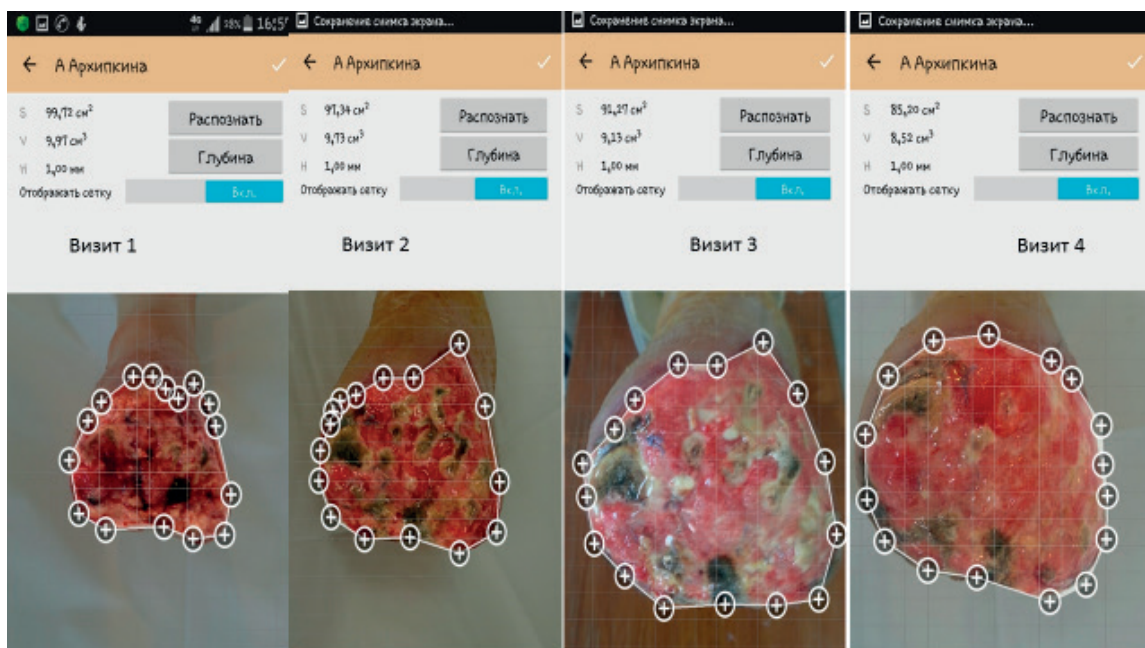 4G 28% 16:5
← А Архипкина ✓
S 99,72 см²
V 9,97 см³
H 1,00 мм
Распознать
Глубина
Отображать сетку Вкл.
Визит 1
Сохранение снимка экрана...
← А Архипкина ✓
S 97,34 см²
V 9,73 см³
H 1,00 мм
Распознать
Глубина
Отображать сетку Вкл.
Визит 2
Сохранение снимка экрана...
← А Архипкина ✓
S 91,27 см²
V 9,13 см³
H 1,00 мм
Распознать
Глубина
Отображать сетку Вкл.
Визит 3
Сохранение снимка экрана...
← А Архипкина ✓
S 85,20 см²
V 8,52 см³
H 1,00 мм
Распознать
Глубина
Отображать сетку Вкл.
Визит 4